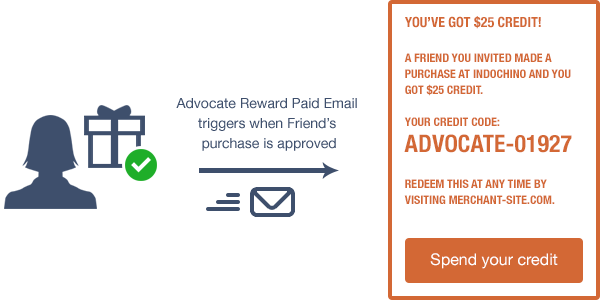 Advocate Reward Paid Email
triggers when Friend's
purchase is approved
YOU'VE GOT $25 CREDIT!
A FRIEND YOU INVITED MADE A
PURCHASE AT INDOCHINO AND YOU
GOT $25 CREDIT.
YOUR CREDIT CODE:
ADVOCATE-01927
REDEEM THIS AT ANY TIME BY
VISITING MERCHANT-SITE.COM.
Spend your credit